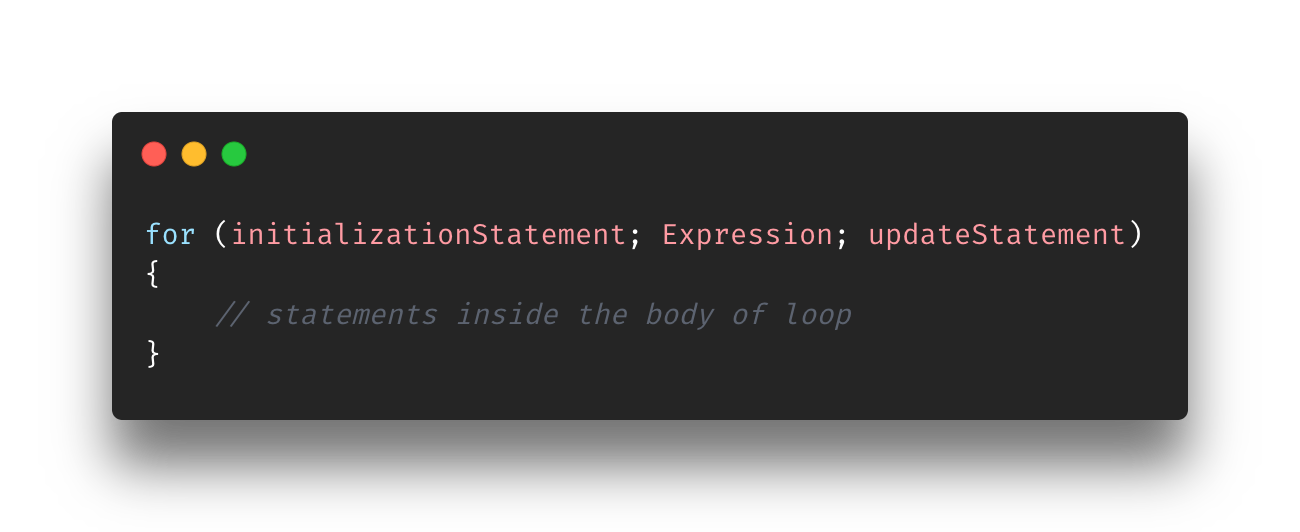 for (initializationStatement; Expression; updateStatement)
{
// statements inside the body of loop
}